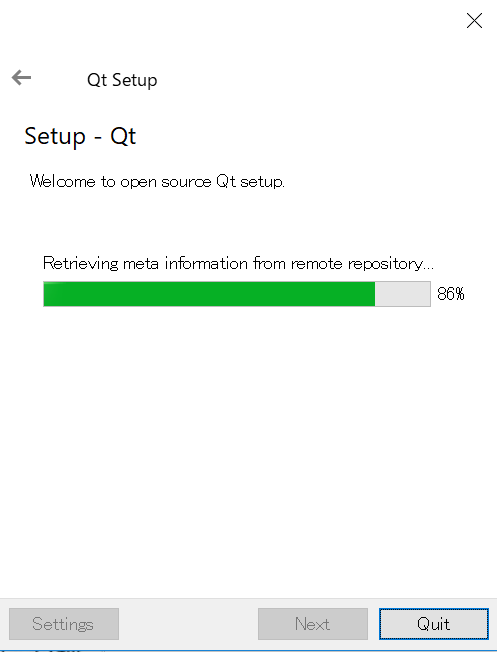 Qt Setup
Setup - Qt
Welcome to open source Qt setup.
Retrieving meta information from remote repository...
86%
Settings
Next
Quit